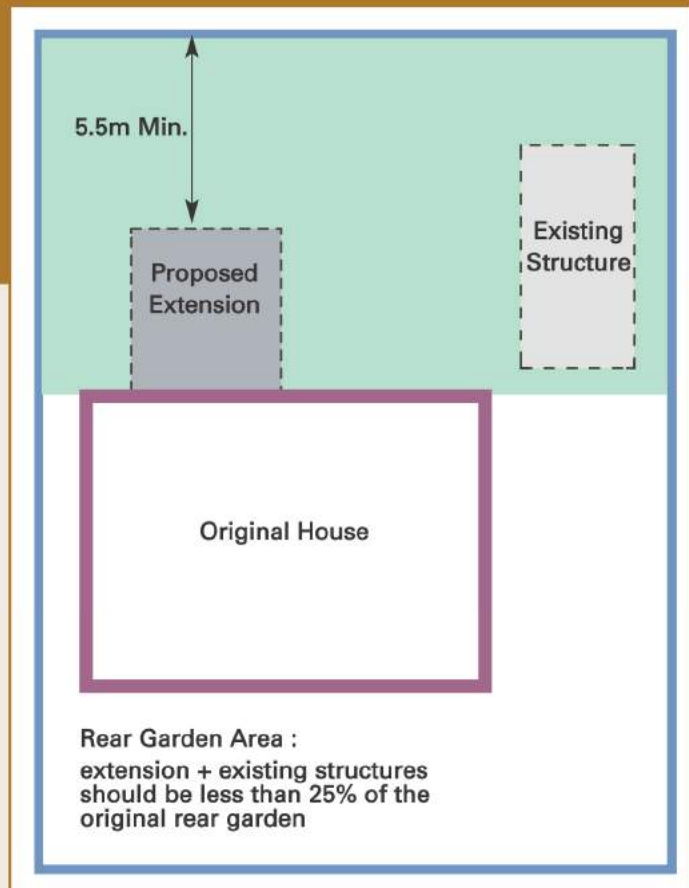 5.5m Min.
Existing
Structure
Proposed
Extension
Original House
Rear Garden Area :
extension + existing structures
should be less than 25% of the
original rear garden